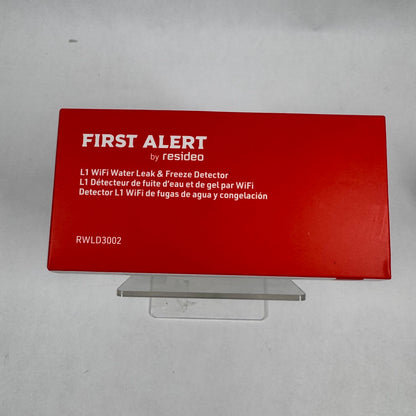 FIRST ALERT
by resideo
L1 WiFi Water Leak & Freeze Detector
L1 Détecteur de fuite d'eau et de gel par WiFi
Detector L1 WiFi de fugas de agua y congelación
RWLD3002